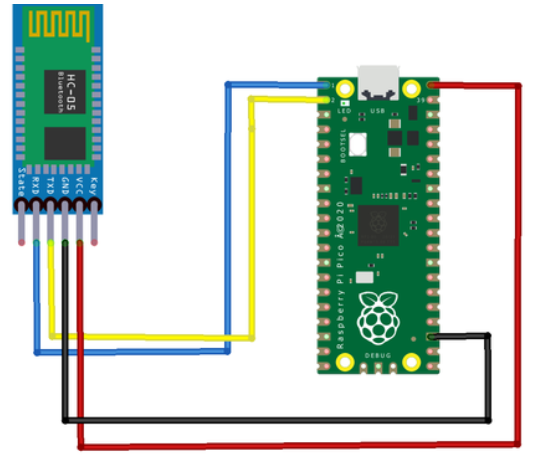 HC-05
Bluetooth
State
RXD
TXD
GND
VCC
Key
1
2
39
LED
USB
BOOTSEL
Raspberry Pi Pico
2020
DEBUG